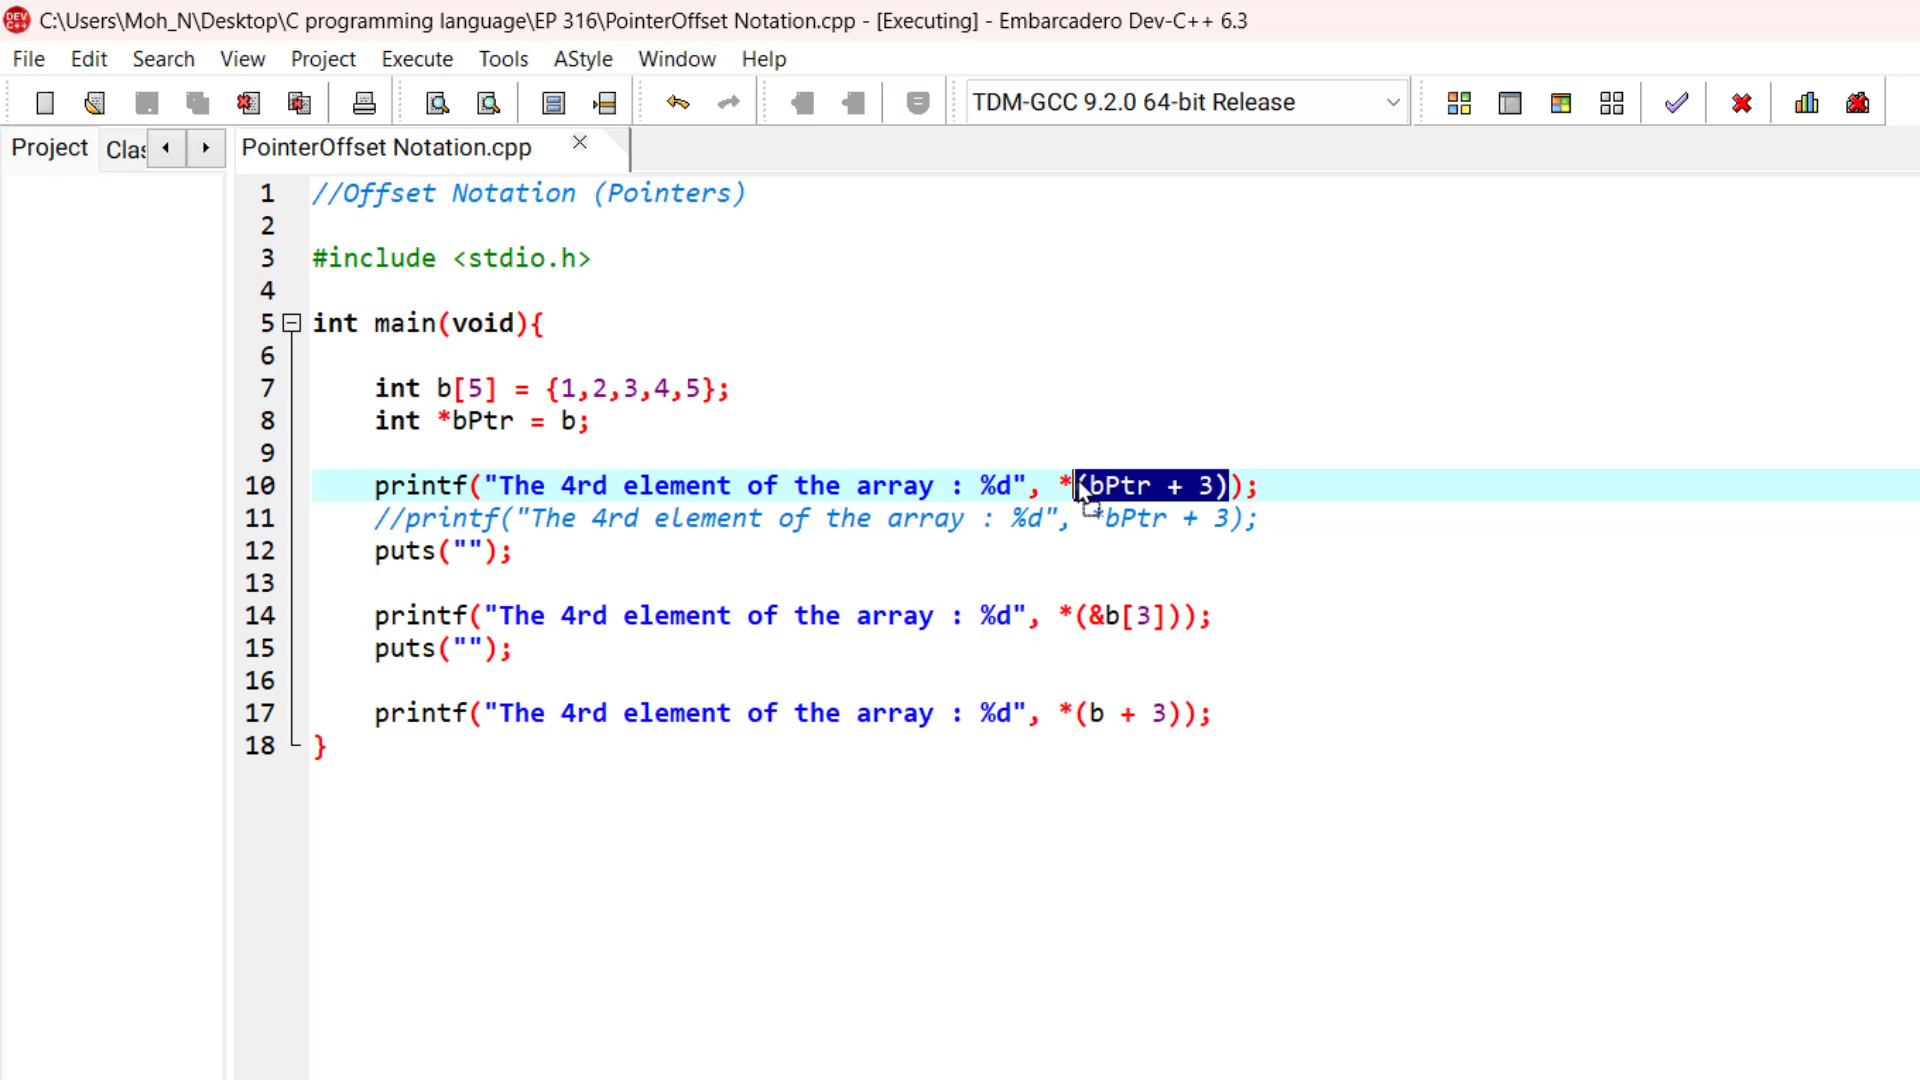 C:\Users\Moh_N\Desktop\C programming language\EP 316\PointerOffset Notation.cpp - [Executing] - Embarcadero Dev-C++ 6.3
File Edit Search View Project Execute Tools AStyle Window Help
TDM-GCC 9.2.0 64-bit Release
Project Clas PointerOffset Notation.cpp
1 //Offset Notation (Pointers)
2
3 #include <stdio.h>
4
5 int main(void){
6
7 int b[5] = {1,2,3,4,5};
8 int *bPtr = b;
9
10 printf("The 4rd element of the array : %d", *(bPtr + 3));
11 //printf("The 4rd element of the array : %d", *bPtr + 3);
12 puts("");
13
14 printf("The 4rd element of the array : %d", *(&b[3]));
15 puts("");
16
17 printf("The 4rd element of the array : %d", *(b + 3));
18 }